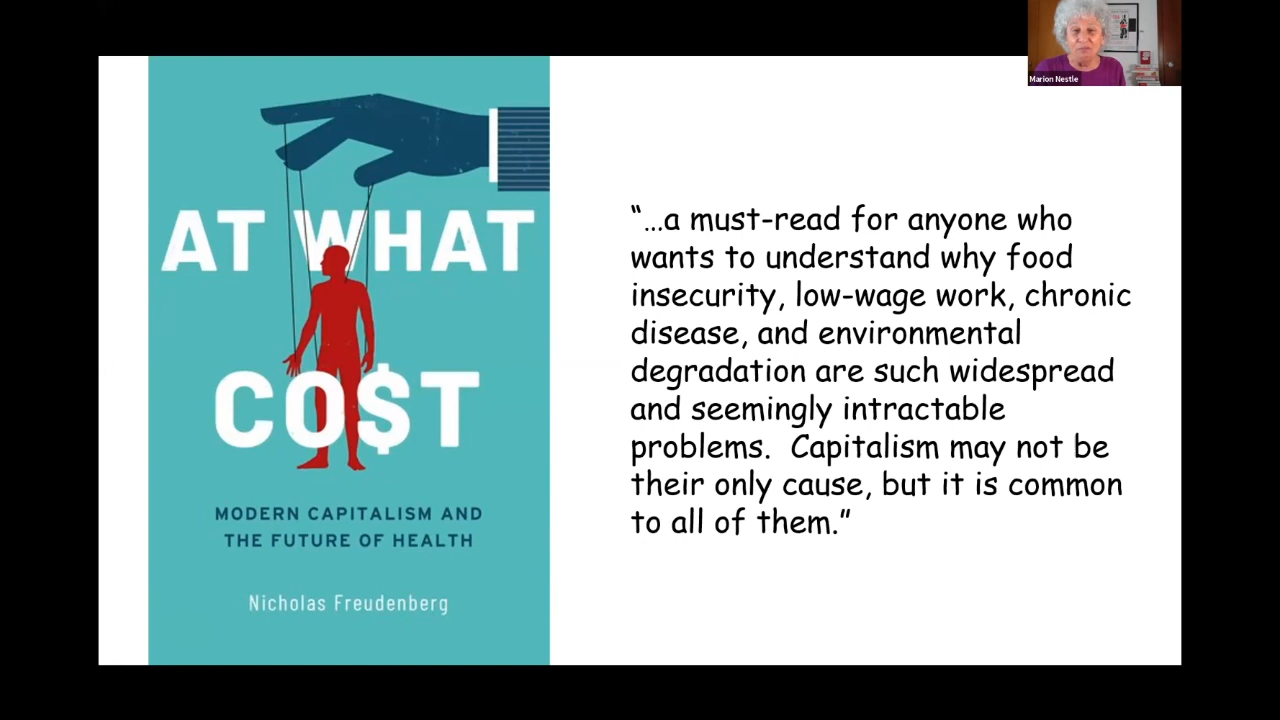 AT WHAT
CO$T
MODERN CAPITALISM AND
THE FUTURE OF HEALTH
Nicholas Freudenberg
“...a must-read for anyone who
wants to understand why food
insecurity, low-wage work, chronic
disease, and environmental
degradation are such widespread
and seemingly intractable
problems.  Capitalism may not be
their only cause, but it is common
to all of them.”
Marion Nestle